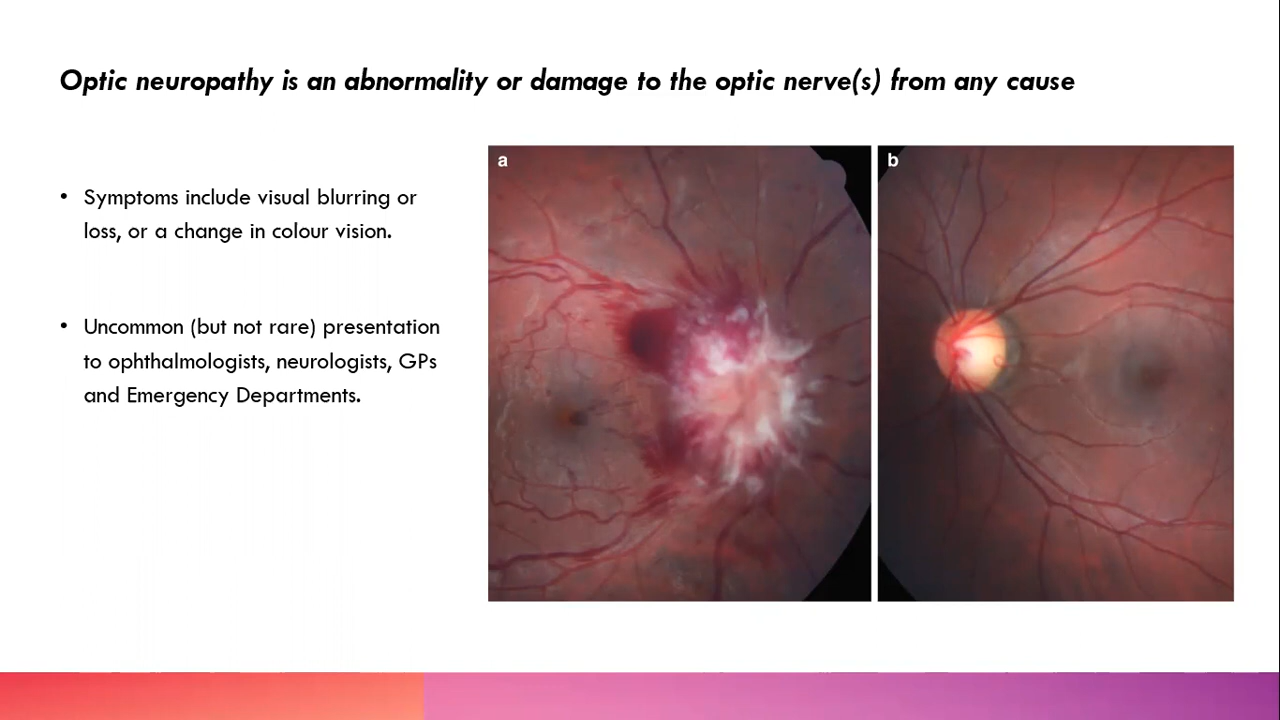 Optic neuropathy is an abnormality or damage to the optic nerve(s) from any cause
• Symptoms include visual blurring or
loss, or a change in colour vision.
• Uncommon (but not rare) presentation
to ophthalmologists, neurologists, GPs
and Emergency Departments.
a
b